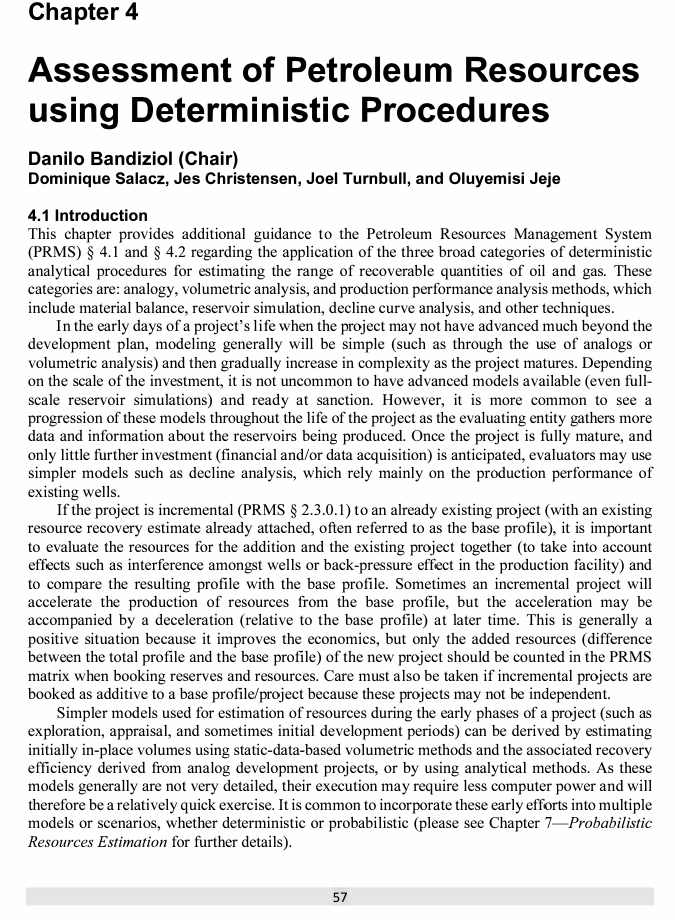 Chapter 4
Assessment of Petroleum Resources
using Deterministic Procedures
Danilo Bandiziol (Chair)
Dominique Salacz, Jes Christensen, Joel Turnbull, and Oluyemisi Jeje
4.1 Introduction
This chapter provides additional guidance to the Petroleum Resources Management System
(PRMS) § 4.1 and § 4.2 regarding the application of the three broad categories of deterministic
analytical procedures for estimating the range of recoverable quantities of oil and gas. These
categories are: analogy, volumetric analysis, and production performance analysis methods, which
include material balance, reservoir simulation, decline curve analysis, and other techniques.
In the early days of a project's life when the project may not have advanced much beyond the
development plan, modeling generally will be simple (such as through the use of analogs or
volumetric analysis) and then gradually increase in complexity as the project matures. Depending
on the scale of the investment, it is not uncommon to have advanced models available (even full-
scale reservoir simulations) and ready at sanction. However, it is more common to see a
progression of these models throughout the life of the project as the evaluating entity gathers more
data and information about the reservoirs being produced. Once the project is fully mature, and
only little further investment (financial and/or data acquisition) is anticipated, evaluators may use
simpler models such as decline analysis, which rely mainly on the production performance of
existing wells.
If the project is incremental (PRMS § 2.3.0.1) to an already existing project (with an existing
resource recovery estimate already attached, often referred to as the base profile), it is important
to evaluate the resources for the addition and the existing project together (to take into account
effects such as interference amongst wells or back-pressure effect in the production facility) and
to compare the resulting profile with the base profile. Sometimes an incremental project will
accelerate the production of resources from the base profile, but the acceleration may be
accompanied by a deceleration (relative to the base profile) at later time. This is generally a
positive situation because it improves the economics, but only the added resources (difference
between the total profile and the base profile) of the new project should be counted in the PRMS
matrix when booking reserves and resources. Care must also be taken if incremental projects are
booked as additive to a base profile/project because these projects may not be independent.
Simpler models used for estimation of resources during the early phases of a project (such as
exploration, appraisal, and sometimes initial development periods) can be derived by estimating
initially in-place volumes using static-data-based volumetric methods and the associated recovery
efficiency derived from analog development projects, or by using analytical methods. As these
models generally are not very detailed, their execution may require less computer power and will
therefore be a relatively quick exercise. It is common to incorporate these early efforts into multiple
models or scenarios, whether deterministic or probabilistic (please see Chapter 7—Probabilistic
Resources Estimation for further details).
57